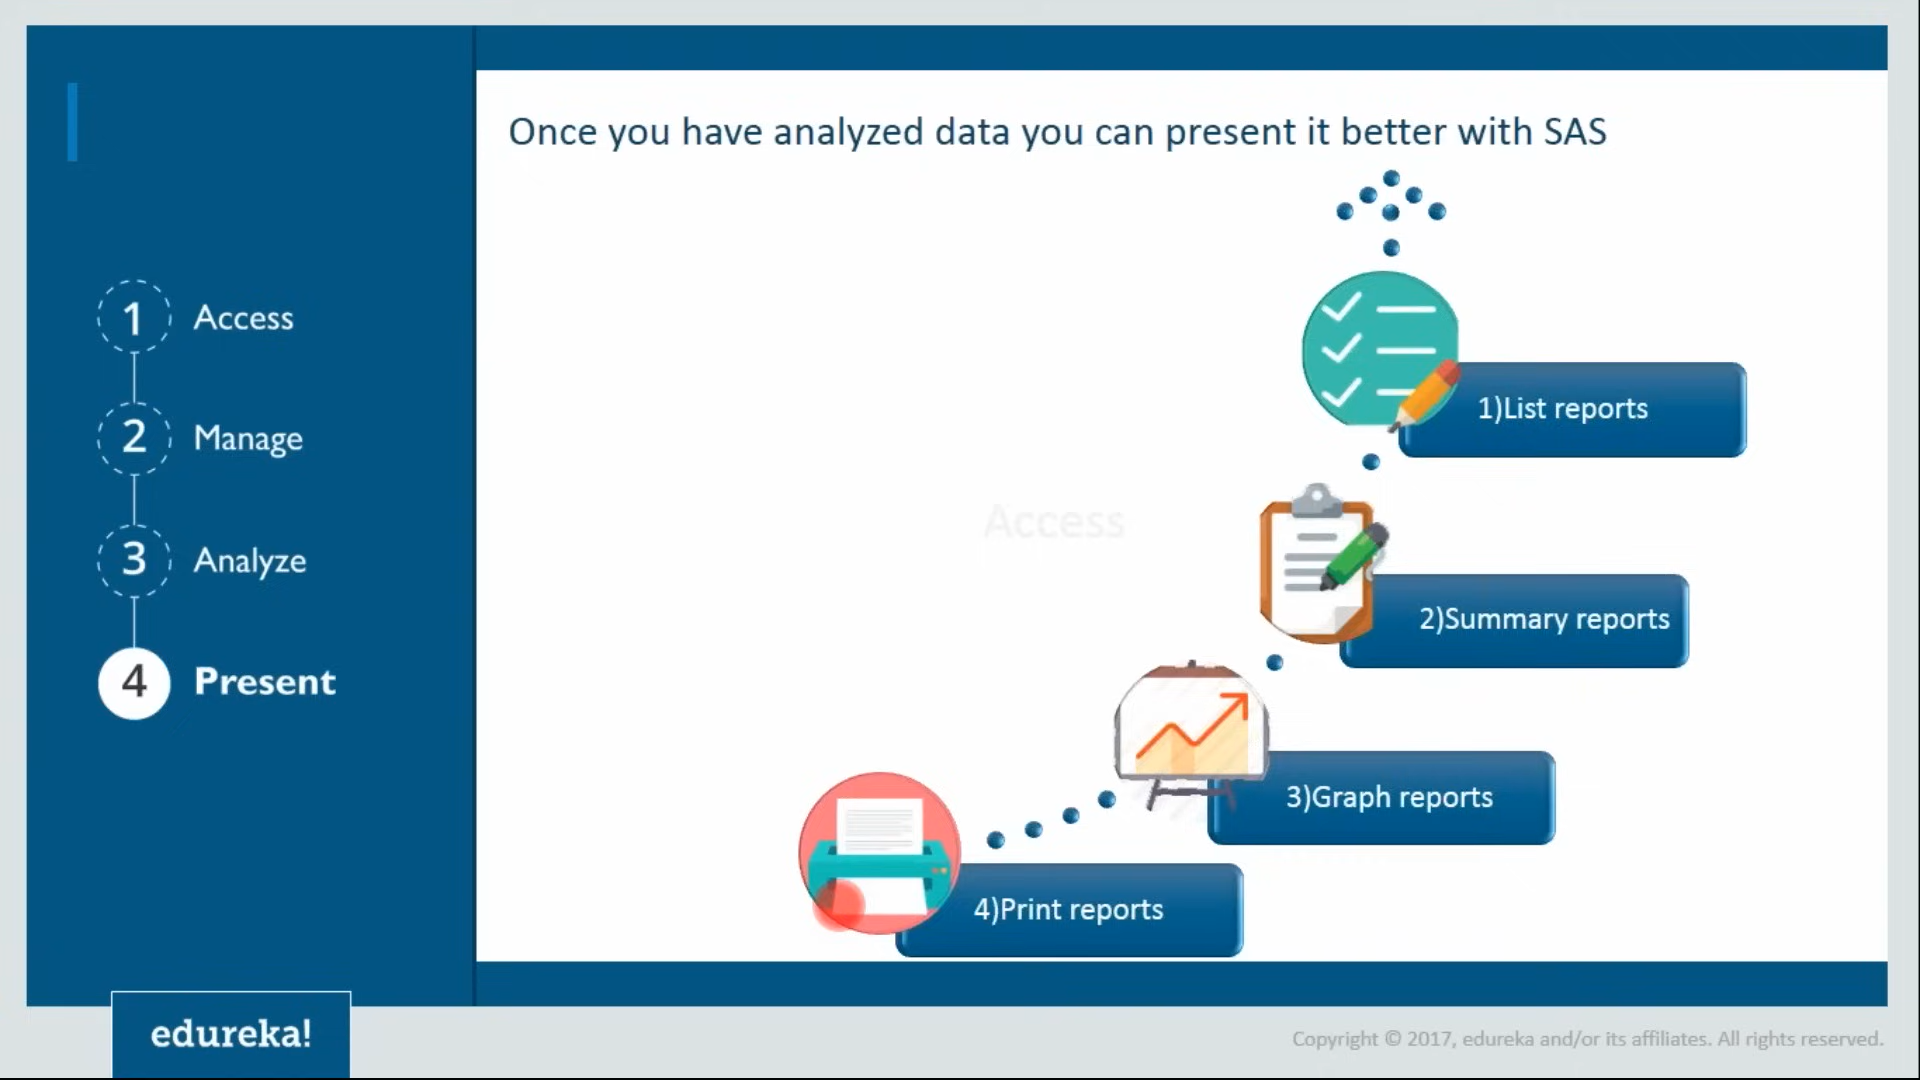 Once you have analyzed data you can present it better with SAS
1 Access
2 Manage
3 Analyze
4 Present
Access
1)List reports
2)Summary reports
3)Graph reports
4)Print reports
edureka!
Copyright © 2017, edureka and/or its affiliates. All rights reserved.